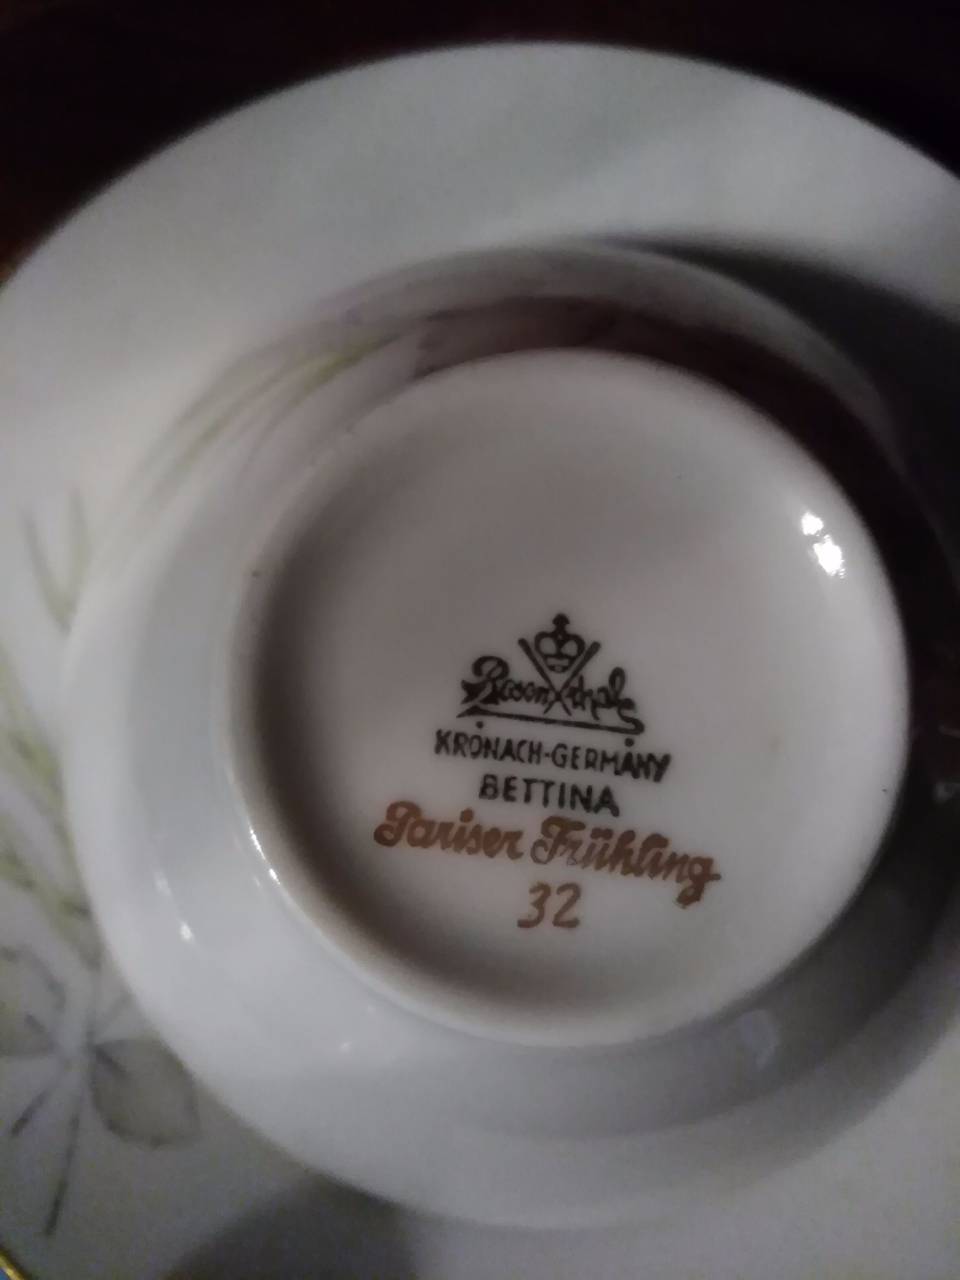 Rosenthal
KRONACH-GERMANY
BETTINA
Pariser Frühling
32